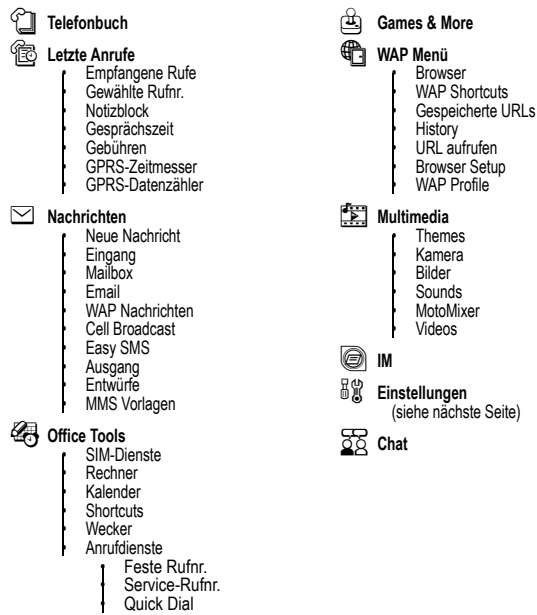 Telefonbuch
Letzte Anrufe
Empfangene Rufe
Gewählte Rufnr.
Notizblock
Gesprächszeit
Gebühren
GPRS-Zeitmesser
GPRS-Datenzähler
Nachrichten
Neue Nachricht
Eingang
Mailbox
Email
WAP Nachrichten
Cell Broadcast
Easy SMS
Ausgang
Entwürfe
MMS Vorlagen
Office Tools
SIM-Dienste
Rechner
Kalender
Shortcuts
Wecker
Anrufdienste
Feste Rufnr.
Service-Rufnr.
Quick Dial
Games & More
WAP Menü
Browser
WAP Shortcuts
Gespeicherte URLs
History
URL aufrufen
Browser Setup
WAP Profile
Multimedia
Themes
Kamera
Bilder
Sounds
MotoMixer
Videos
IM
Einstellungen
(siehe nächste Seite)
Chat